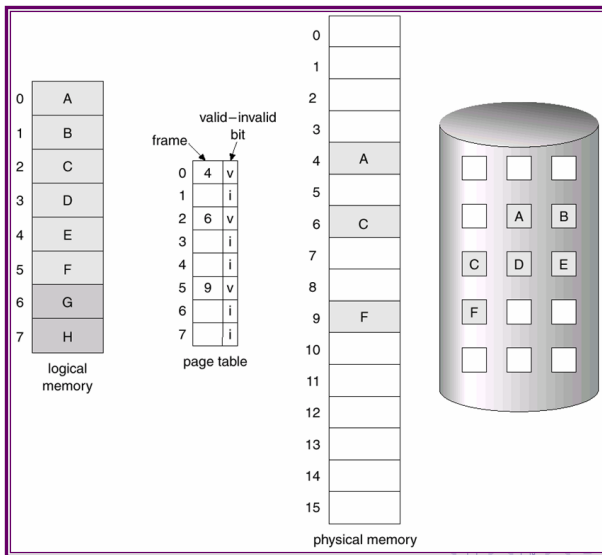 0 A
1 B
2 C
3 D
4 E
5 F
6 G
7 H
logical
memory
valid–invalid
bit
frame
0 4 v
1 i
2 6 v
3 i
4 i
5 9 v
6 i
7 i
page table
0
1
2
3
4 A
5
6 C
7
8
9 F
10
11
12
13
14
15
physical memory
A B
C D E
F